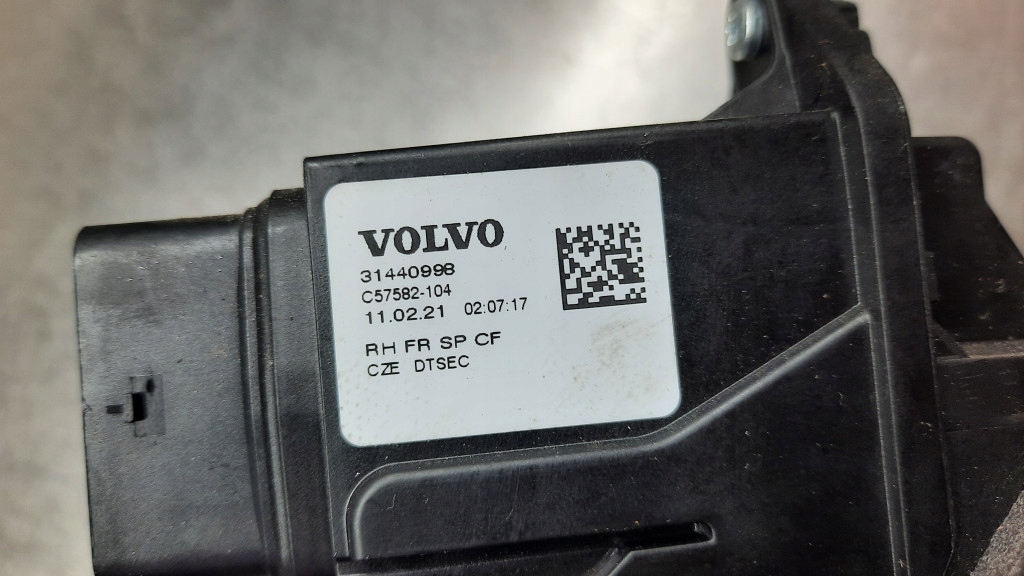 VOLVO
31440998
C57582-104
11.02.21 02:07:17
RH FR SP CF
CZE DTSEC